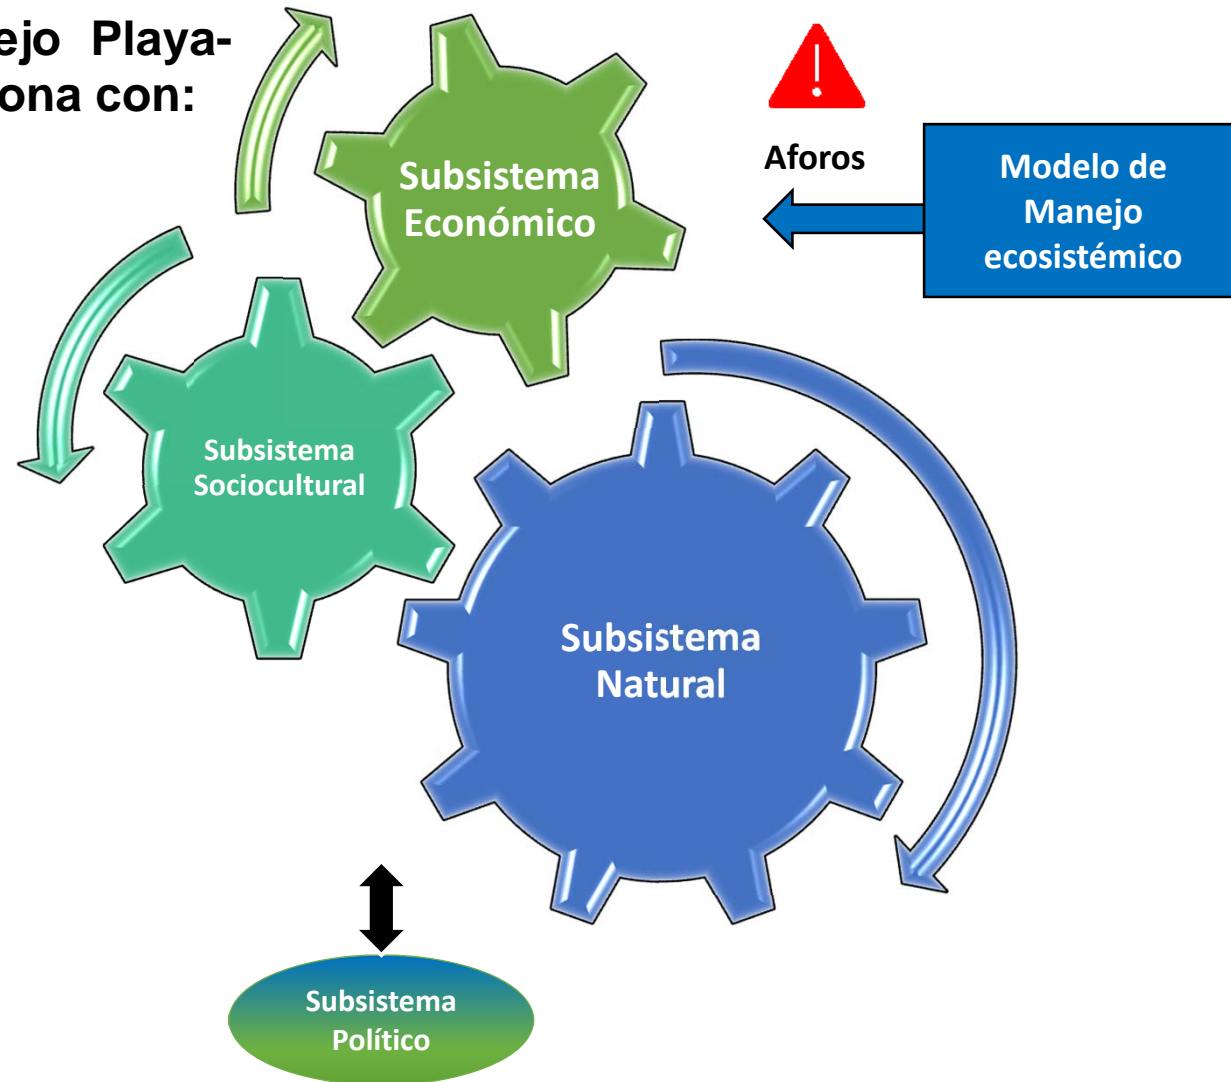 ejo Playa-
ona con:
Aforos
Modelo de
Manejo
ecosistémico
Subsistema
Económico
Subsistema
Sociocultural
Subsistema
Natural
Subsistema
Político